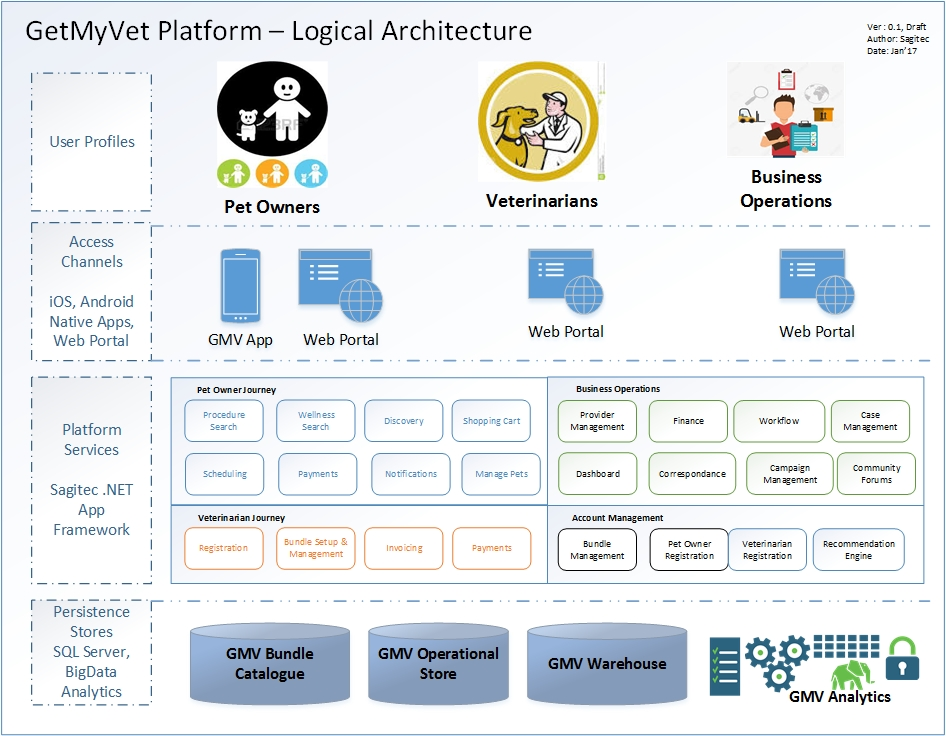 GetMyVet Platform – Logical Architecture
Ver : 0.1, Draft
Author: Sagitec
Date: Jan'17
User Profiles
Pet Owners
Veterinarians
Business
Operations
Access
Channels
iOS, Android
Native Apps,
Web Portal
GMV App
Web Portal
Web Portal
Web Portal
Platform
Services
Sagitec .NET
App
Framework
Pet Owner Journey
Procedure
Search
Wellness
Search
Discovery
Shopping Cart
Scheduling
Payments
Notifications
Manage Pets
Business Operations
Provider
Management
Finance
Workflow
Case
Management
Dashboard
Correspondance
Campaign
Management
Community
Forums
Veterinarian Journey
Registration
Bundle Setup &
Management
Invoicing
Payments
Account Management
Bundle
Management
Pet Owner
Registration
Veterinarian
Registration
Recommendation
Engine
Persistence
Stores
SQL Server,
BigData
Analytics
GMV Bundle
Catalogue
GMV Operational
Store
GMV Warehouse
GMV Analytics